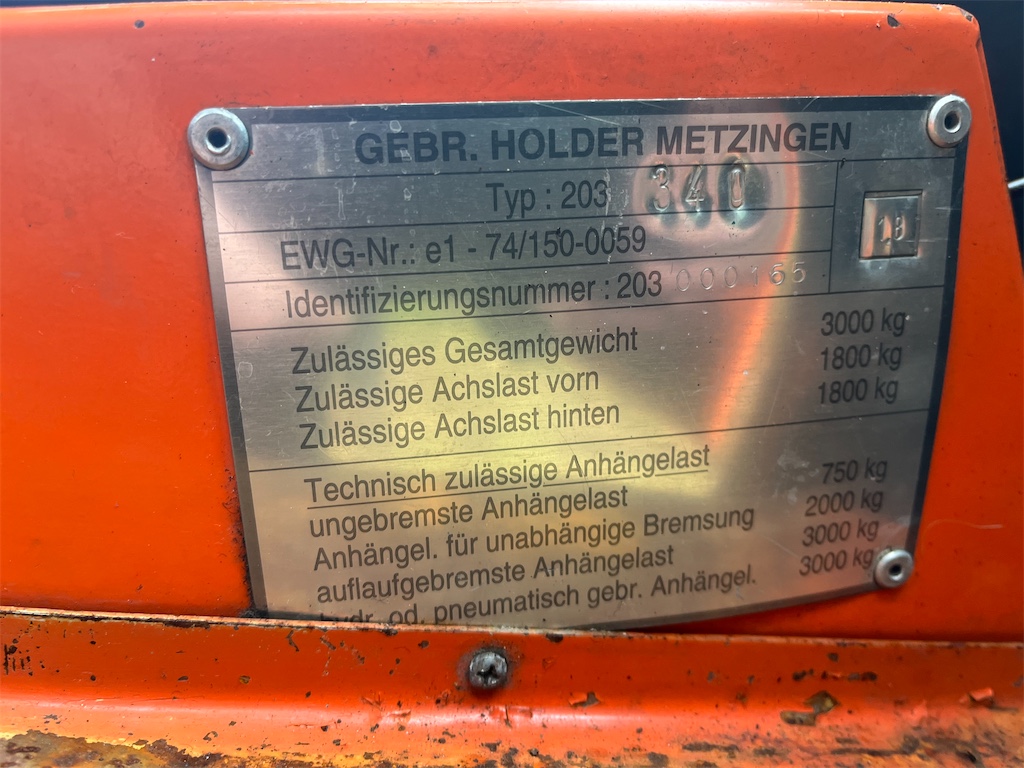 GEBR. HOLDER METZINGEN
Typ : 203 340
18
EWG-Nr.: e1 - 74/150-0059
Identifizierungsnummer : 203 000165
Zulässiges Gesamtgewicht 3000 kg
Zulässige Achslast vorn 1800 kg
Zulässige Achslast hinten 1800 kg
Technisch zulässige Anhängelast
ungebremste Anhängelast 750 kg
Anhängel. für unabhängige Bremsung 2000 kg
auflaufgebremste Anhängelast 3000 kg
hydr. od. pneumatisch gebr. Anhängel. 3000 kg